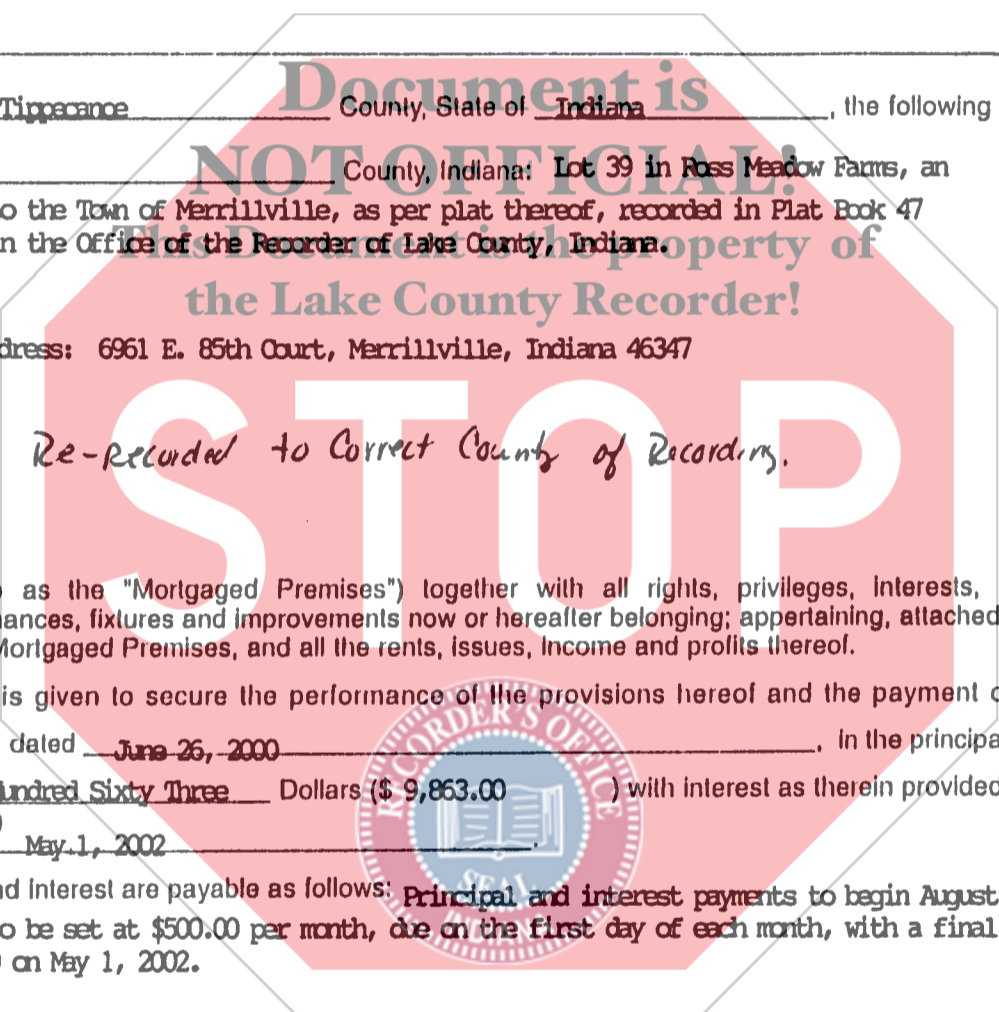 Document is
Tippecanoe County, State of Indiana, the following
NOT OFFICIAL!
County, Indiana: Lot 39 in Ross Meadow Farms, an
o the Town of Merrillville, as per plat thereof, recorded in Plat Book 47
n the Office of the Recorder of Lake County, Indiana.
This Document is the property of
the Lake County Recorder!
dress: 6961 E. 85th Court, Merrillville, Indiana 46347
STOP
Re-Recorded to Correct County of Recording.
as the "Mortgaged Premises") together with all rights, privileges, interests,
ances, fixtures and improvements now or hereafter belonging; appertaining, attached
Mortgaged Premises, and all the rents, issues, income and profits thereof.
is given to secure the performance of the provisions hereof and the payment
dated June 26, 2000, in the principa
undred Sixty Three Dollars ($ 9,863.00 ) with interest as therein provided
May 1, 2002.
RECORDER'S OFFICE
SEAL
INDIANA
d interest are payable as follows: Principal and interest payments to begin August
o be set at $500.00 per month, due on the first day of each month, with a final
on May 1, 2002.